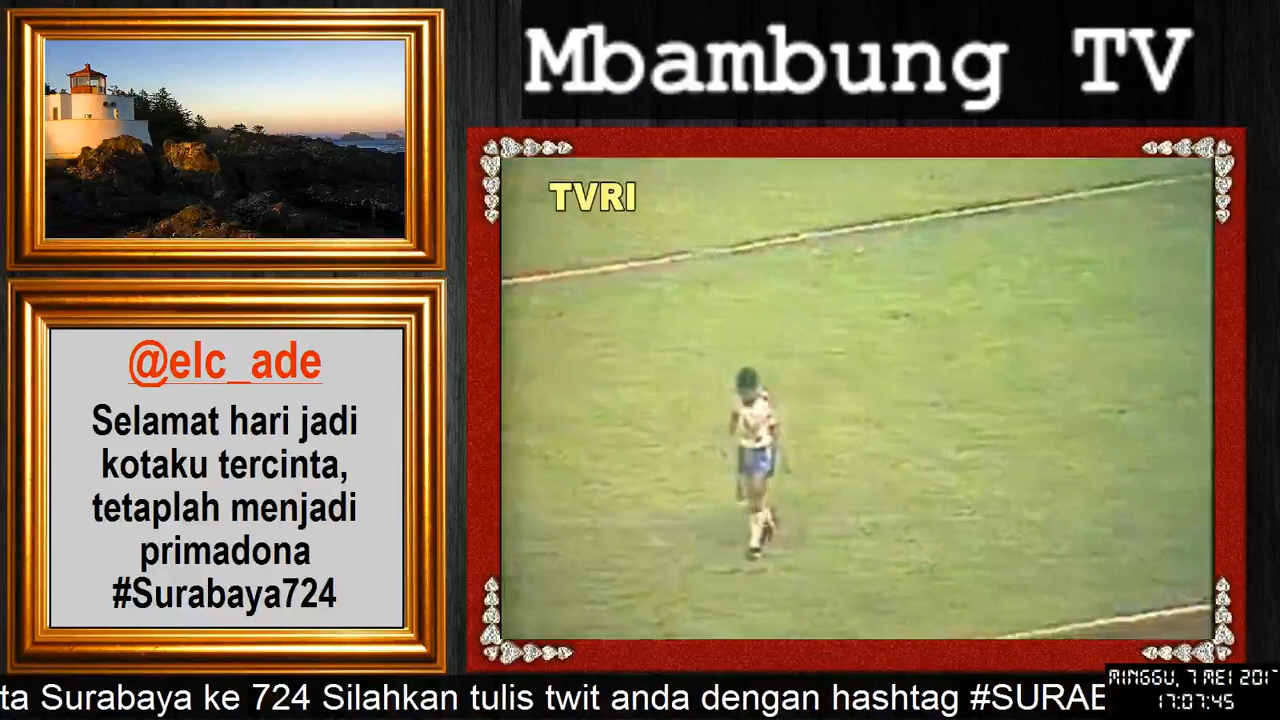 Mbambung TV
TVRI
@elc_ade
Selamat hari jadi
kotaku tercinta,
tetaplah menjadi
primadona
#Surabaya724
ta Surabaya ke 724 Silahkan tulis twit anda dengan hashtag #SURAB
MINGGU, 7 MEI 2017
17:07:45